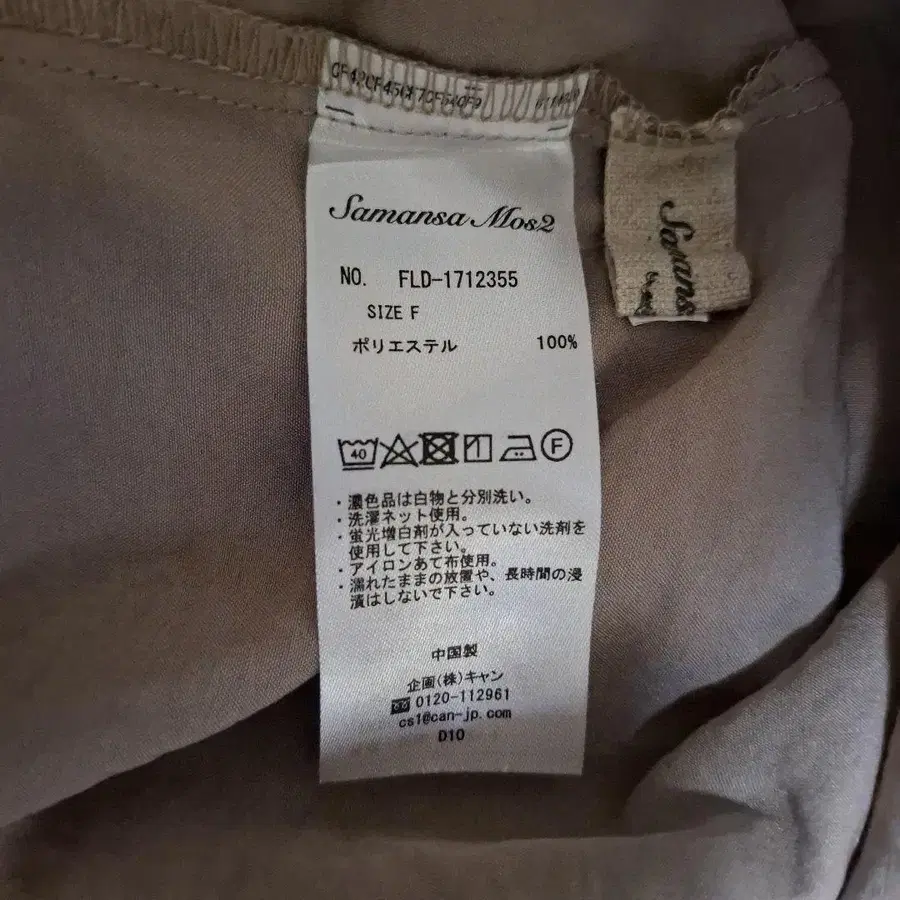 Samansa Mos2
NO. FLD-1712355
SIZE F
ポリエステル 100%
40 F
・濃色品は白物と分別洗い。
・洗濯ネット使用。
・蛍光増白剤が入っていない洗剤を
使用して下さい。
・アイロンあて布使用。
・濡れたままの放置や、長時間の浸
漬はしないで下さい。
中国製
企画(株)キャン
0120-112961
cs1@can-jp.com
D10
Samans